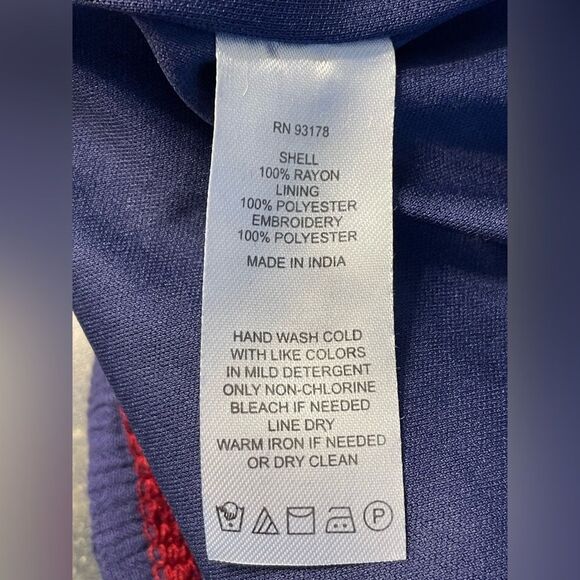 RN 93178
SHELL
100% RAYON
LINING
100% POLYESTER
EMBROIDERY
100% POLYESTER
MADE IN INDIA
HAND WASH COLD
WITH LIKE COLORS
IN MILD DETERGENT
ONLY NON-CHLORINE
BLEACH IF NEEDED
LINE DRY
WARM IRON IF NEEDED
OR DRY CLEAN
P